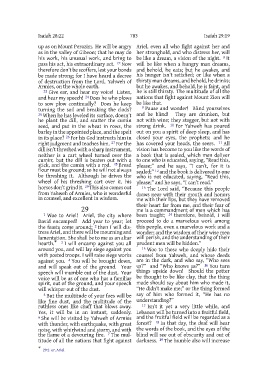 Isaiah 28:22
783
Isaiah 29:19
up as on Mount Perazim. He will be angry
as in the valley of Gibeon; that he may do
his work, his unusual work, and bring to
pass his act, his extraordinary act. 22 Now
therefore don't be scoffers, lest your bonds
be made strong; for I have heard a decree
of destruction from the Lord, Yahweh of
Armies, on the whole earth.
23 Give ear, and hear my voice! Listen,
and hear my speech! 24 Does he who plows
to sow plow continually? Does he keep
turning the soil and breaking the clods?
25 When he has leveled its surface, doesn't
he plant the dill, and scatter the cumin
seed, and put in the wheat in rows, the
barley in the appointed place, and the spelt
in its place? 26 For his God instructs him in
right judgment and teaches him. 27 For the
dill isn't threshed with a sharp instrument,
neither is a cart wheel turned over the
cumin; but the dill is beaten out with a
stick, and the cumin with a rod. 28 Bread
flour must be ground; so he will not always
be threshing it. Although he drives the
wheel of his threshing cart over it, his
horses don't grind it. 29 This also comes out
from Yahweh of Armies, who is wonderful
in counsel, and excellent in wisdom.
29
1 Woe to Ariel! Ariel, the city where
David encamped! Add year to year; let
the feasts come around; 2 then I will dis-
tress Ariel, and there will be mourning and
lamentation. She shall be to me as an altar
hearth. 3 I will encamp against you all
around you, and will lay siege against you
with posted troops. I will raise siege works
against you. 4 You will be brought down,
and will speak out of the ground. Your
speech will mumble out of the dust. Your
voice will be as of one who has a familiar
spirit, out of the ground, and your speech
will whisper out of the dust.
5 But the multitude of your foes will be
like fine dust, and the multitude of the
ruthless ones like chaff that blows away.
Yes, it will be in an instant, suddenly.
6 She will be visited by Yahweh of Armies
with thunder, with earthquake, with great
noise, with whirlwind and storm, and with
the flame of a devouring fire. 7 The mul-
titude of all the nations that fight against
Ariel, even all who fight against her and
her stronghold, and who distress her, will
be like a dream, a vision of the night. 8 It
will be like when a hungry man dreams,
and behold, he eats; but he awakes, and
his hunger isn't satisfied; or like when a
thirsty man dreams, and behold, he drinks;
but he awakes, and behold, he is faint, and
he is still thirsty. The multitude of all the
nations that fight against Mount Zion will
be like that.
9 Pause and wonder! Blind yourselves
and be blind! They are drunken, but
not with wine; they stagger, but not with
strong drink. 10 For Yahweh has poured
out on you a spirit of deep sleep, and has
closed your eyes, the prophets; and he
has covered your heads, the seers. 11 All
vision has become to you like the words of
a book that is sealed, which men deliver
to one who is educated, saying, "Read this,
please;" and he says, "I can't, for it is
sealed;" 12 and the book is delivered to one
who is not educated, saying, "Read this,
please;" and he says, "I can't read."
13 The Lord said, "Because this people
draws near with their mouth and honors
me with their lips, but they have removed
their heart far from me, and their fear of
me is a commandment of men which has
been taught; 14 therefore, behold, I will
proceed to do a marvelous work among
this people, even a marvelous work and a
wonder; and the wisdom of their wise men
will perish, and the understanding of their
prudent men will be hidden."
15 Woe to those who deeply hide their
counsel from Yahweh, and whose deeds
are in the dark, and who say, "Who sees
us?" and "Who knows us?" 16 You turn
things upside down! Should the potter
be thought to be like clay, that the thing
made should say about him who made it,
"He didn't make me;" or the thing formed
say of him who formed it, "He has no
understanding?"
17 Isn't it yet a very little while, and
Lebanon will be turned into a fruitful field,
and the fruitful field will be regarded as a
forest? 18 In that day, the deaf will hear
the words of the book, and the eyes of the
blind will see out of obscurity and out of
darkness. 19 The humble also will increase
* 29:2 or, Ariel